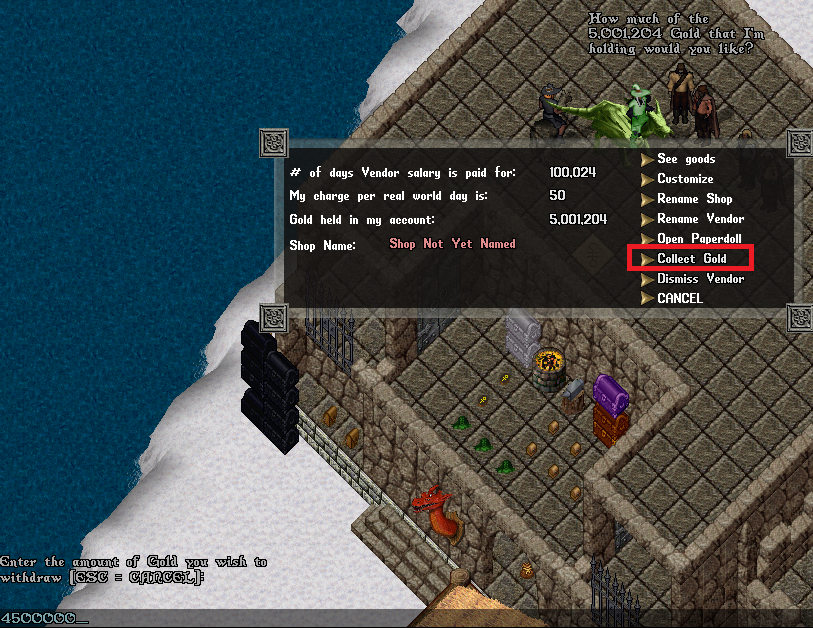 How much of the
5,001,204 Gold that I'm
holding would you like?
# of days Vendor salary is paid for: 100,024
My charge per real world day is: 50
Gold held in my account: 5,001,204
Shop Name: Shop Not Yet Named
See goods
Customize
Rename Shop
Rename Vendor
Open Paperdoll
Collect Gold
Dismiss Vendor
CANCEL
Enter the amount of Gold you wish to
withdraw [ESC = CANCEL]:
4500000_